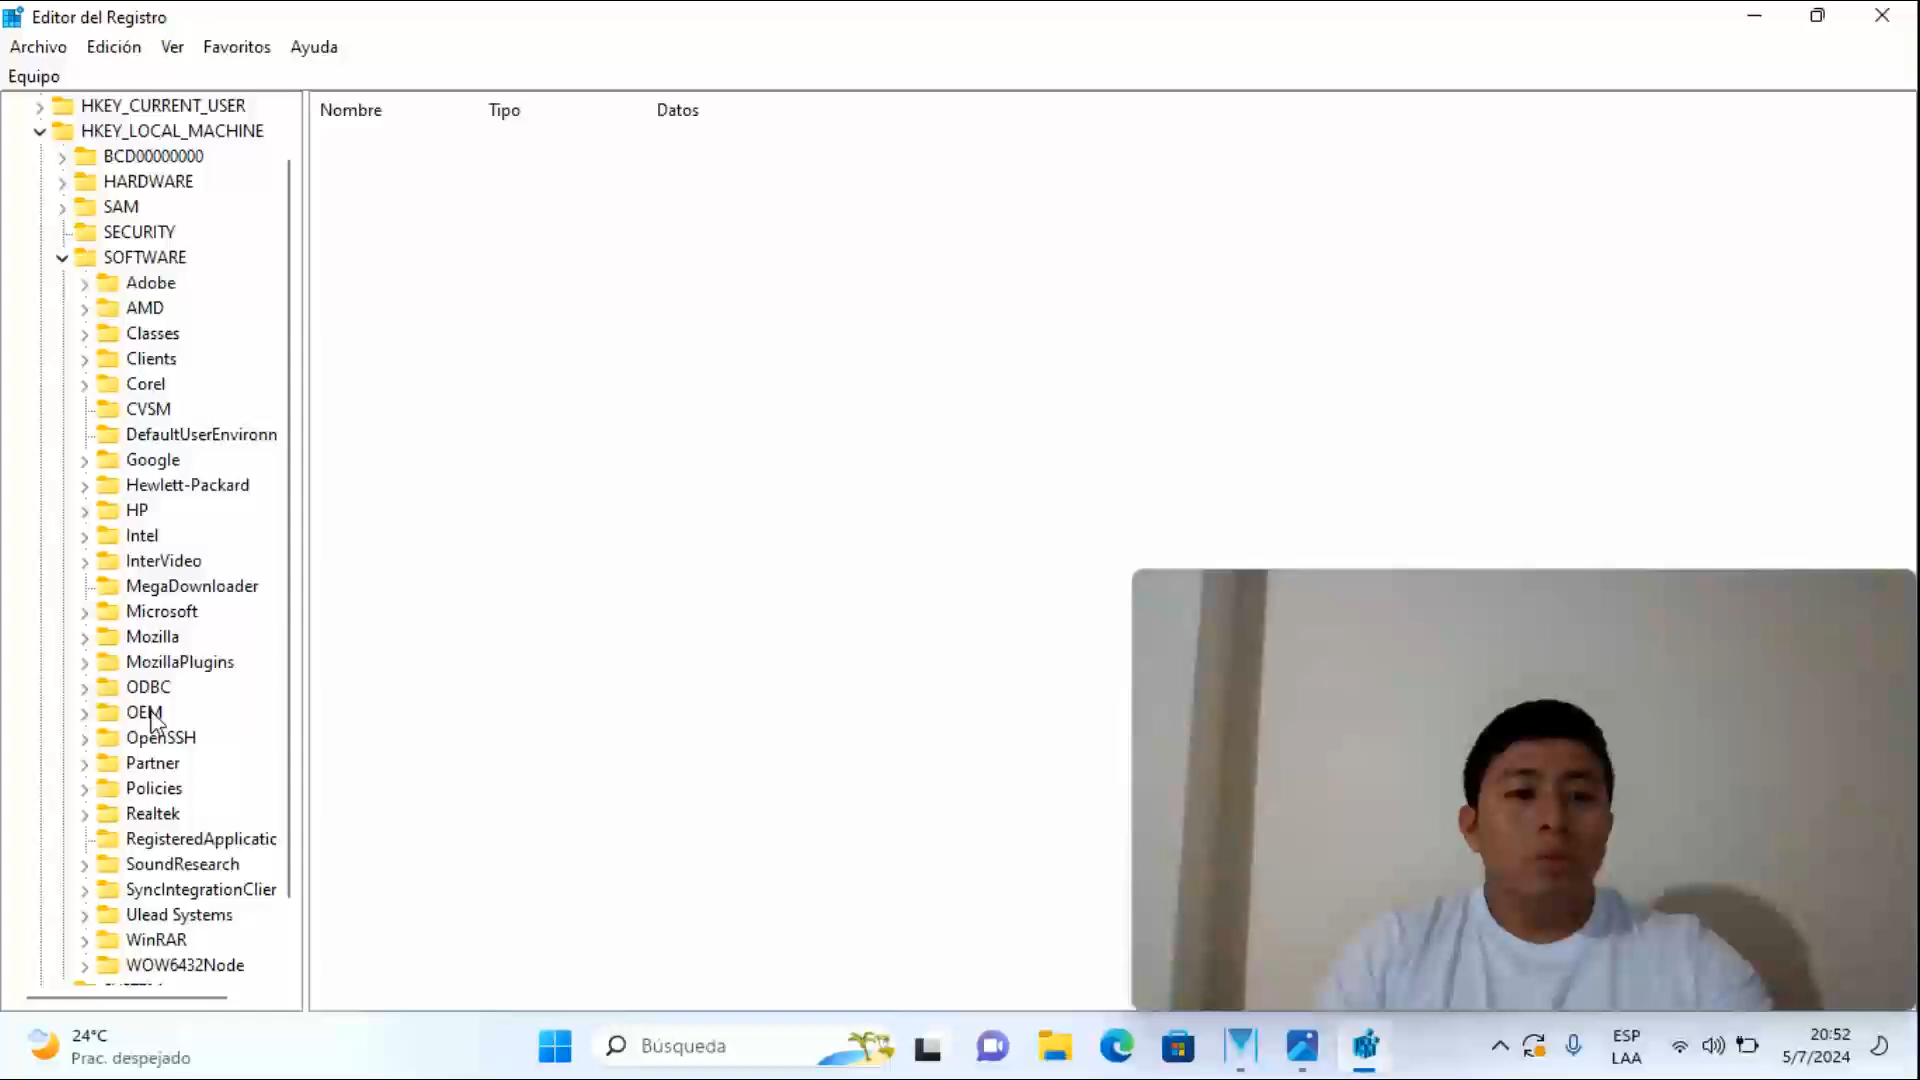 Editor del Registro
Archivo Edición Ver Favoritos Ayuda
Equipo
Nombre Tipo Datos
HKEY_CURRENT_USER
HKEY_LOCAL_MACHINE
BCD00000000
HARDWARE
SAM
SECURITY
SOFTWARE
Adobe
AMD
Classes
Clients
Corel
CVSM
DefaultUserEnvironn
Google
Hewlett-Packard
HP
Intel
InterVideo
MegaDownloader
Microsoft
Mozilla
MozillaPlugins
ODBC
OEM
OpenSSH
Partner
Policies
Realtek
RegisteredApplicatic
SoundResearch
SyncIntegrationClier
Ulead Systems
WinRAR
WOW6432Node
24°C
Prac. despejado
Búsqueda
ESP
LAA
20:52
5/7/2024